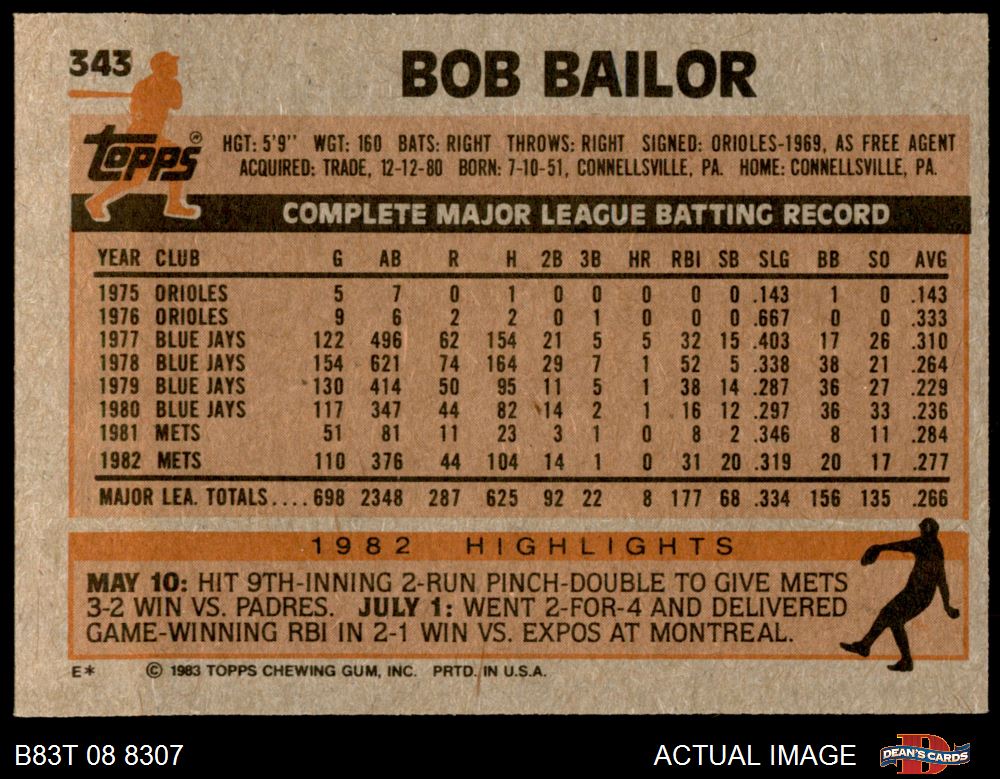 343
BOB BAILOR
Topps®
HGT: 5'9" WGT: 160 BATS: RIGHT THROWS: RIGHT SIGNED: ORIOLES-1969, AS FREE AGENT
ACQUIRED: TRADE, 12-12-80 BORN: 7-10-51, CONNELLSVILLE, PA. HOME: CONNELLSVILLE, PA.
COMPLETE MAJOR LEAGUE BATTING RECORD
YEAR CLUB G AB R H 2B 3B HR RBI SB SLG BB SO AVG
1975 ORIOLES 5 7 0 1 0 0 0 0 0 .143 1 0 .143
1976 ORIOLES 9 6 2 2 0 1 0 0 0 .667 0 0 .333
1977 BLUE JAYS 122 496 62 154 21 5 5 32 15 .403 17 26 .310
1978 BLUE JAYS 154 621 74 164 29 7 1 52 5 .338 38 21 .264
1979 BLUE JAYS 130 414 50 95 11 5 1 38 14 .287 36 27 .229
1980 BLUE JAYS 117 347 44 82 14 2 1 16 12 .297 36 33 .236
1981 METS 51 81 11 23 3 1 0 8 2 .346 8 11 .284
1982 METS 110 376 44 104 14 1 0 31 20 .319 20 17 .277
MAJOR LEA. TOTALS.... 698 2348 287 625 92 22 8 177 68 .334 156 135 .266
1982 HIGHLIGHTS
MAY 10: HIT 9TH-INNING 2-RUN PINCH-DOUBLE TO GIVE METS
3-2 WIN VS. PADRES. JULY 1: WENT 2-FOR-4 AND DELIVERED
GAME-WINNING RBI IN 2-1 WIN VS. EXPOS AT MONTREAL.
E* © 1983 TOPPS CHEWING GUM, INC. PRTD. IN U.S.A.
B83T 08 8307 ACTUAL IMAGE D DEAN'S CARDS